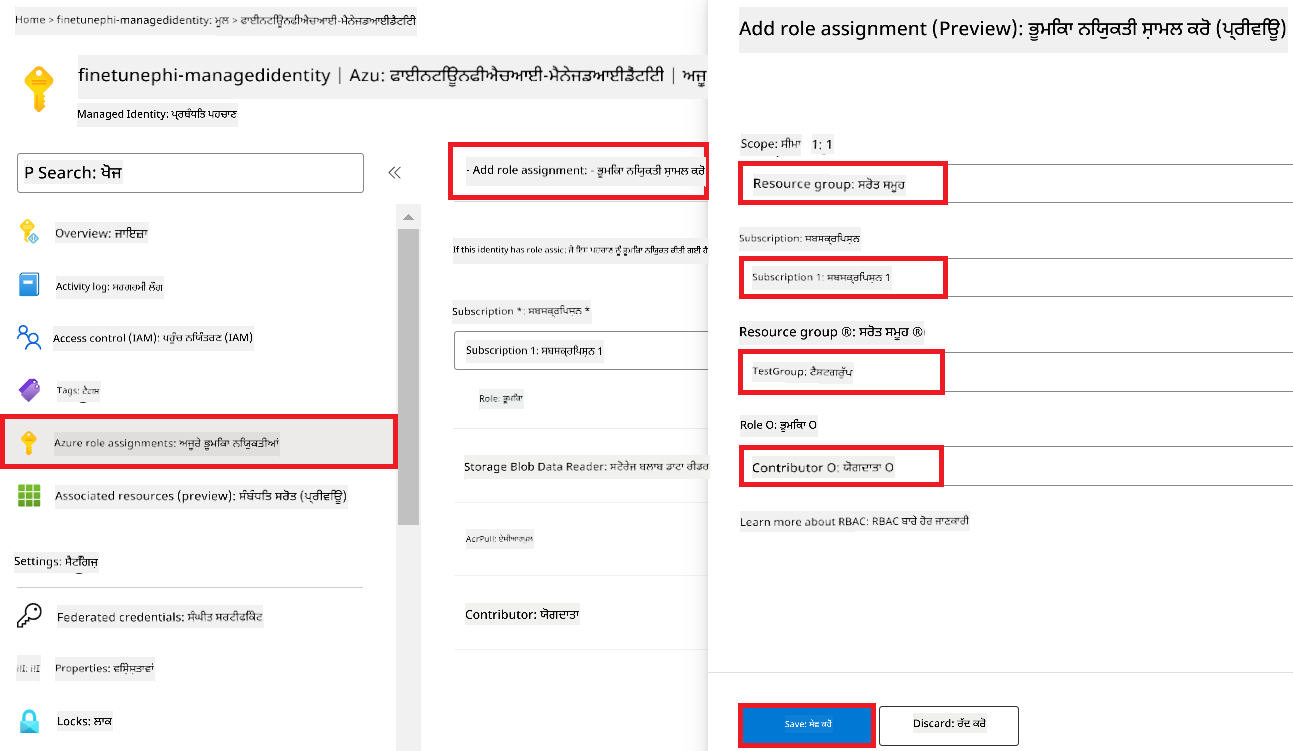 Home > finetunephi-managedidentity: ਮੂਲ > ਫਾਈਨਟਿਊਨਫੀਐਚਆਈ-ਮੈਨੇਜਡਆਈਡੈਂਟਿਟੀ
finetunephi-managedidentity | Azu: ਫਾਈਨਟਿਊਨਫੀਐਚਆਈ-ਮੈਨੇਜਡਆਈਡੈਂਟਿਟੀ | ਅਜੂ
Managed Identity: ਪ੍ਰਬੰਧਤਿ ਪਹਚਾਣ
P Search: ਖੋਜ
Overview: ਜਾਇਜ਼ਾ
Activity log: ਸਰਗਰਮੀ ਲੌਗ
Access control (IAM): ਪਹੁੰਚ ਨਿਯੰਤਰਣ (IAM)
Tags: ਟੈਗਸ
Azure role assignments: ਅਜੂਰੇ ਭੂਮਿਕਾ ਨਿਯੁਕਤੀਆਂ
Associated resources (preview): ਸੰਬੰਧਤਿ ਸਰੋਤ (ਪ੍ਰੀਵਿਊ)
Settings: ਸੈਟਿੰਗਜ਼
Federated credentials: ਸੰਘੀਤ ਸਰਟੀਫਿਕੇਟ
Properties: ਵਿਸ਼ੇਸ਼ਤਾਵਾਂ
Locks: ਲਾਕ
- Add role assignment: - ਭੂਮਿਕਾ ਨਿਯੁਕਤੀ ਸ਼ਾਮਲ ਕਰੋ
If this identity has role assic: ਜੇ ਇਸ ਪਹਚਾਣ ਨੂੰ ਭੂਮਿਕਾ ਨਿਯੁਕਤ ਕੀਤੀ ਗਈ ਹੈ
Subscription *: ਸਬਸਕ੍ਰਿਪਸ਼ਨ *
Subscription 1: ਸਬਸਕ੍ਰਿਪਸ਼ਨ 1
Role: ਭੂਮਿਕਾ
Storage Blob Data Reader: ਸਟੋਰੇਜ ਬਲਾਬ ਡਾਟਾ ਰੀਡਰ
AcrPull: ਏਸੀਆਰਪੁਲ
Contributor: ਯੋਗਦਾਤਾ
Add role assignment (Preview): ਭੂਮਿਕਾ ਨਿਯੁਕਤੀ ਸ਼ਾਮਲ ਕਰੋ (ਪ੍ਰੀਵਿਊ)
Scope: ਸੀਮਾ 1: 1
Resource group: ਸਰੋਤ ਸਮੂਹ
Subscription: ਸਬਸਕ੍ਰਿਪਸ਼ਨ
Subscription 1: ਸਬਸਕ੍ਰਿਪਸ਼ਨ 1
Resource group ®: ਸਰੋਤ ਸਮੂਹ ®
TestGroup: ਟੈਸਟਗਰੁੱਪ
Role O: ਭੂਮਿਕਾ O
Contributor O: ਯੋਗਦਾਤਾ O
Learn more about RBAC: RBAC ਬਾਰੇ ਹੋਰ ਜਾਣਕਾਰੀ
Save: ਸੇਵ ਕਰੋ
Discard: ਰੱਦ ਕਰੋ